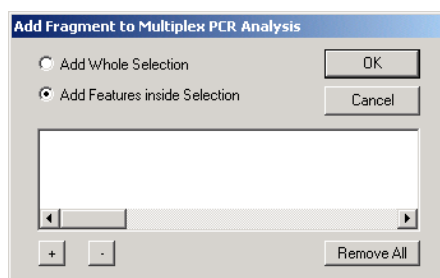 Add Fragment to Multiplex PCR Analysis
Add Whole Selection
OK
Add Features inside Selection
Cancel
+
-
Remove All